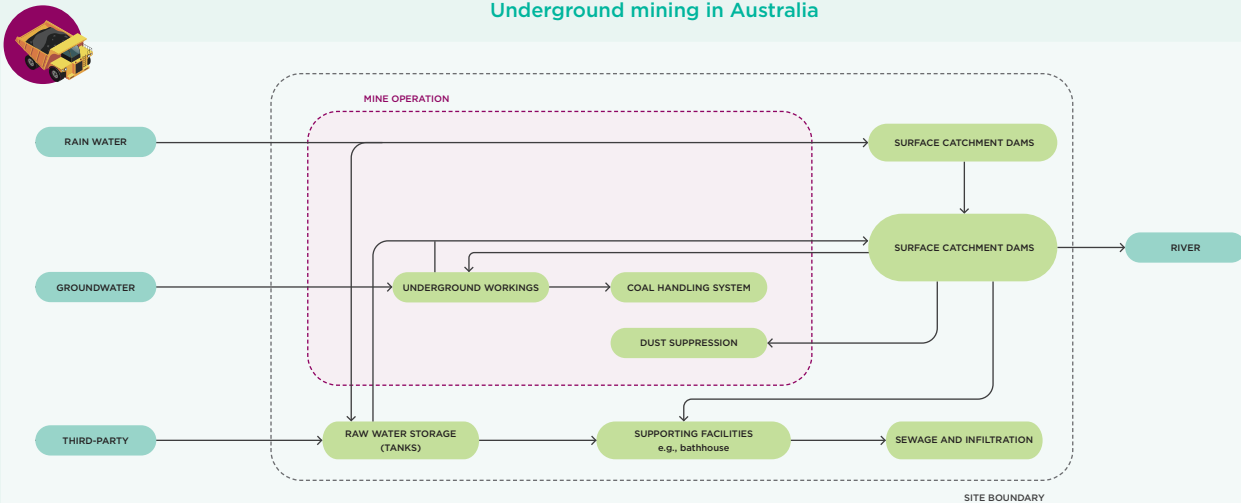 Underground mining in Australia
MINE OPERATION
RAIN WATER
SURFACE CATCHMENT DAMS
SURFACE CATCHMENT DAMS
RIVER
GROUNDWATER
UNDERGROUND WORKINGS
COAL HANDLING SYSTEM
DUST SUPPRESSION
THIRD-PARTY
RAW WATER STORAGE
(TANKS)
SUPPORTING FACILITIES
e.g., bathhouse
SEWAGE AND INFILTRATION
SITE BOUNDARY